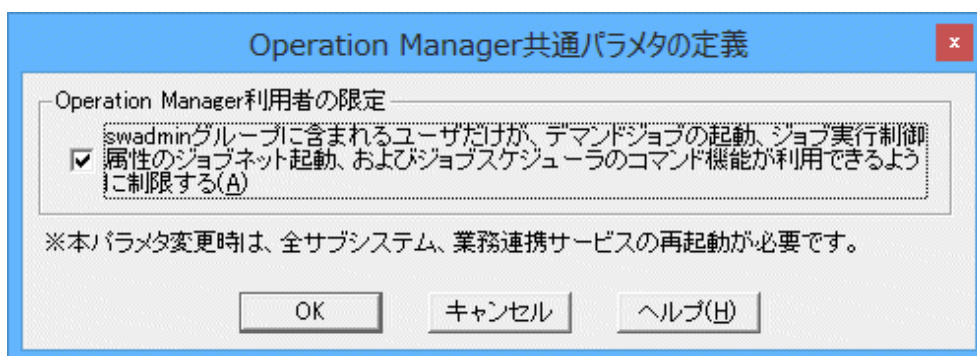 Operation Manager共通パラメタの定義
x
Operation Manager利用者の限定
swadminグループに含まれるユーザだけが、デマンドジョブの起動、ジョブ実行制御
属性のジョブネット起動、およびジョブスケジューラのコマンド機能が利用できるよう
に制限する(A)
※本パラメタ変更時は、全サブシステム、業務連携サービスの再起動が必要です。
OK
キャンセル
ヘルプ(H)